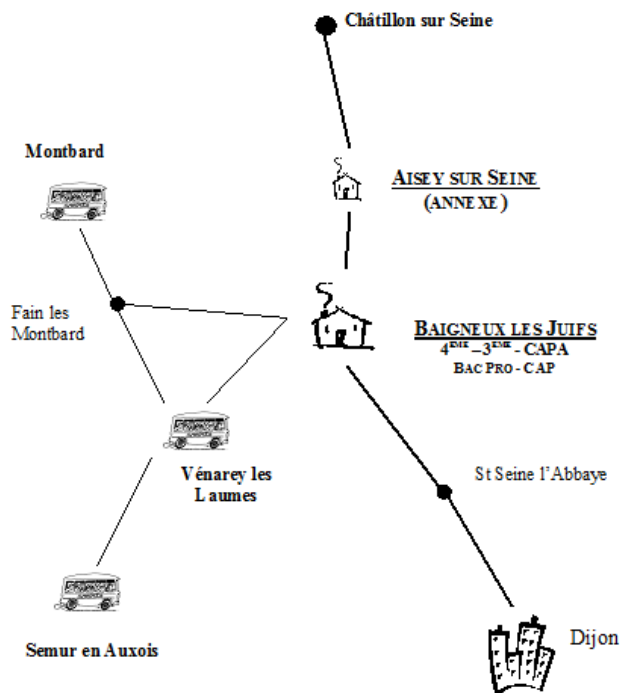 Châtillon sur Seine
Montbard
AISEY SUR SEINE
(ANNEXE)
Fain les
Montbard
BAIGNEUX LES JUIFS
4EME – 3EME - CAPA
BAC PRO - CAP
Vénarey les
Laumes
St Seine l'Abbaye
Semur en Auxois
Dijon